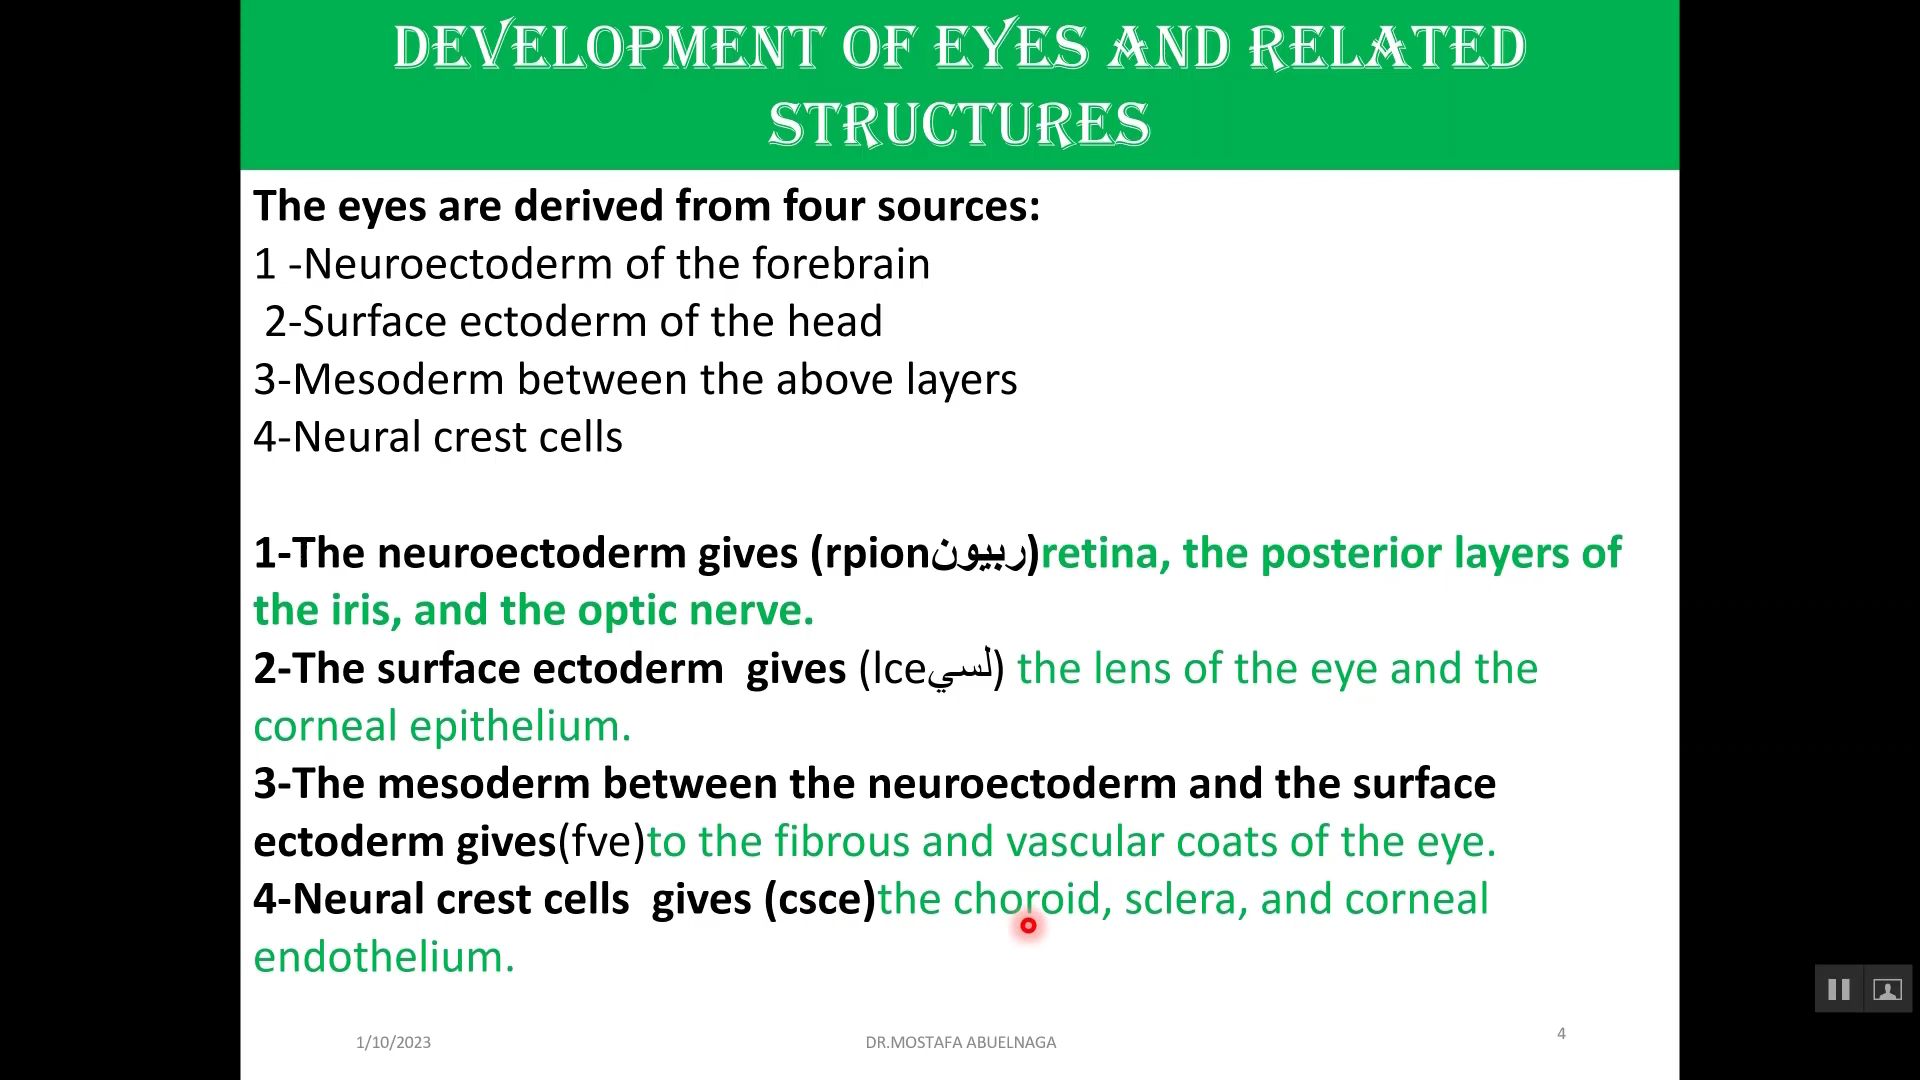 DEVELOPMENT OF EYES AND RELATED
STRUCTURES
The eyes are derived from four sources:
1 -Neuroectoderm of the forebrain
2-Surface ectoderm of the head
3-Mesoderm between the above layers
4-Neural crest cells
1-The neuroectoderm gives (rpionربيون)retina, the posterior layers of
the iris, and the optic nerve.
2-The surface ectoderm  gives (lceلسي) the lens of the eye and the
corneal epithelium.
3-The mesoderm between the neuroectoderm and the surface
ectoderm gives(fve)to the fibrous and vascular coats of the eye.
4-Neural crest cells  gives (csce)the choroid, sclera, and corneal
endothelium.
1/10/2023
DR.MOSTAFA ABUELNAGA
4